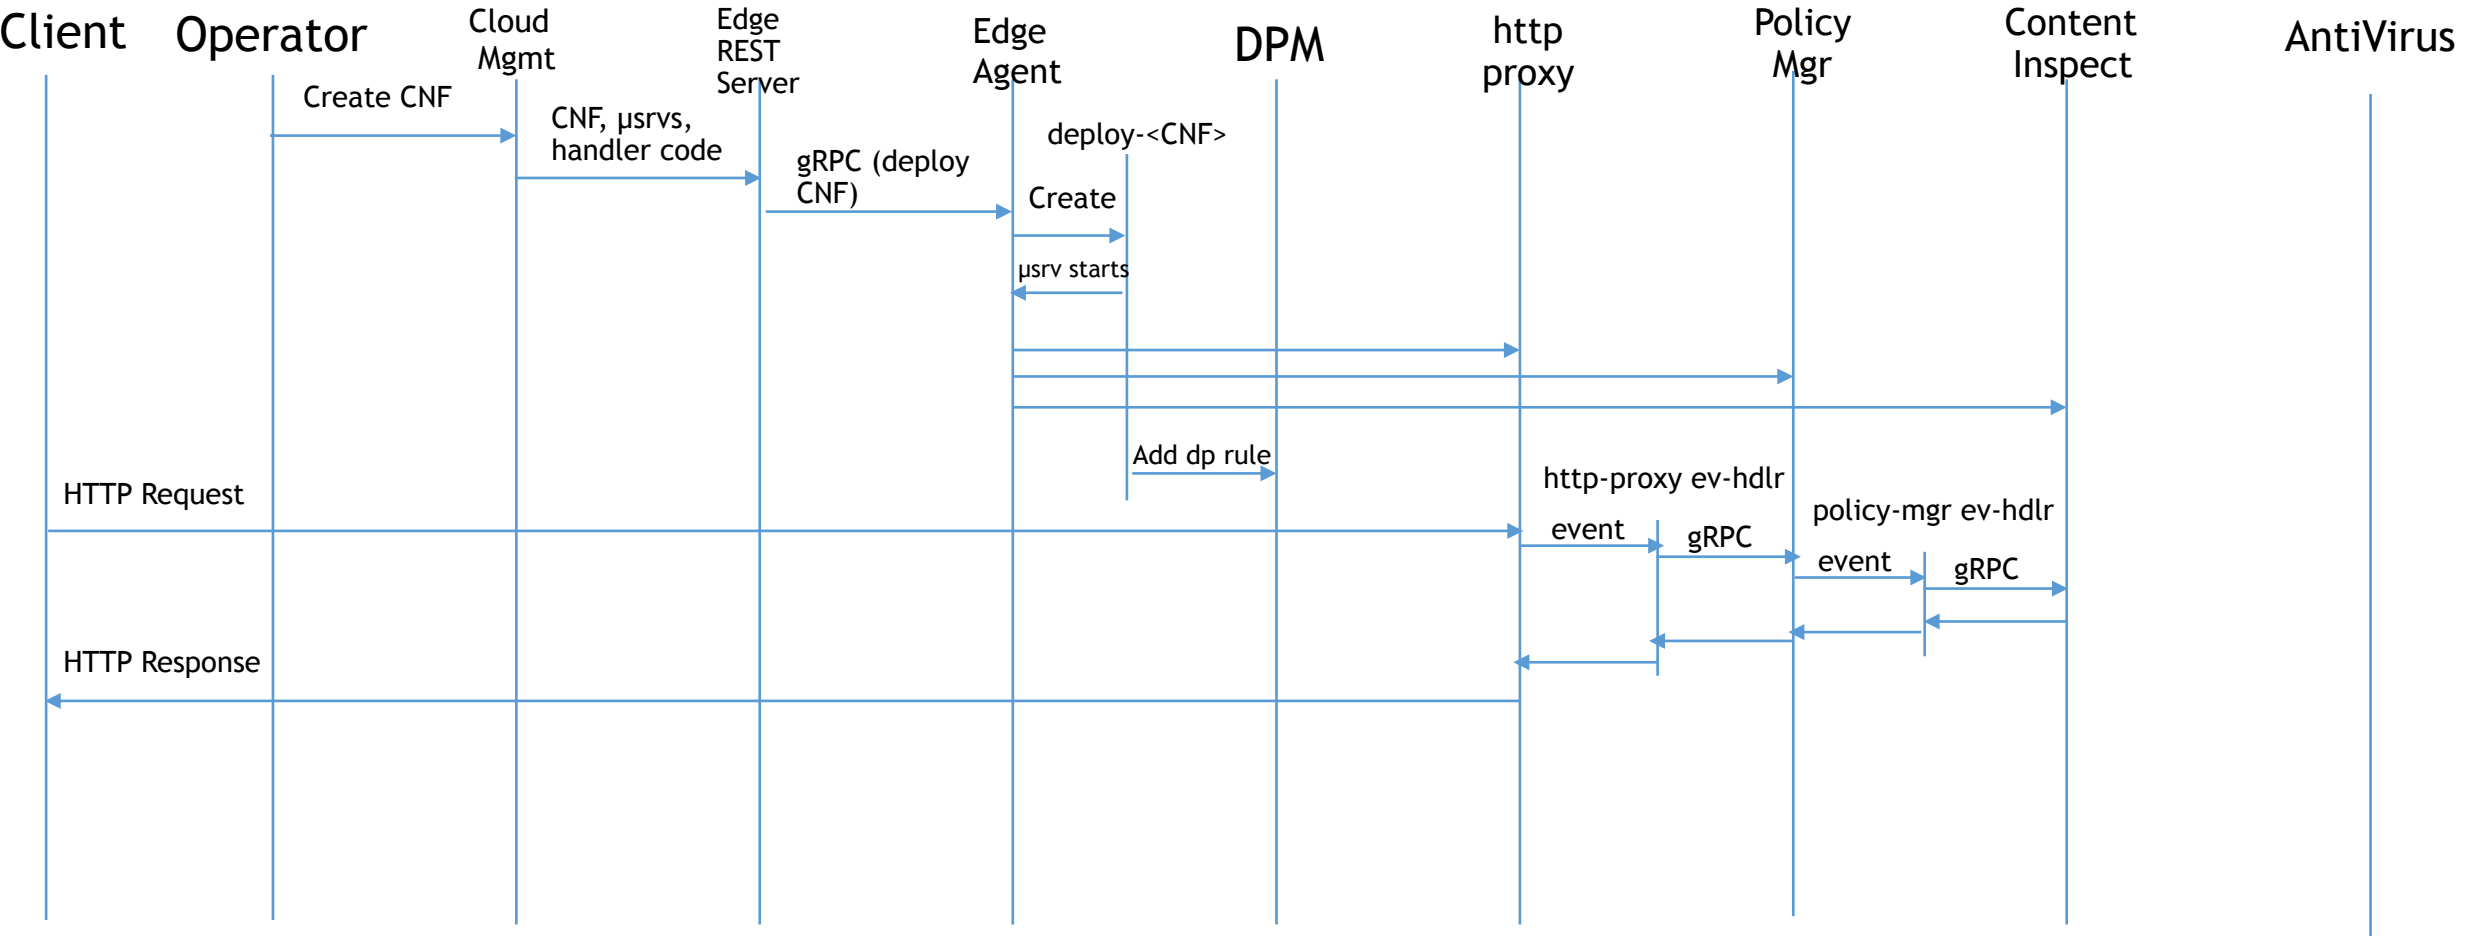 Client
Operator
Cloud
Mgmt
Edge
REST
Server
Edge
Agent
DPM
http
proxy
Policy
Mgr
Content
Inspect
AntiVirus
Create CNF
CNF, µsrvs,
handler code
gRPC (deploy
CNF)
deploy-<CNF>
Create
µsrv starts
Add dp rule
HTTP Request
http-proxy ev-hdlr
event
gRPC
policy-mgr ev-hdlr
event
gRPC
HTTP Response